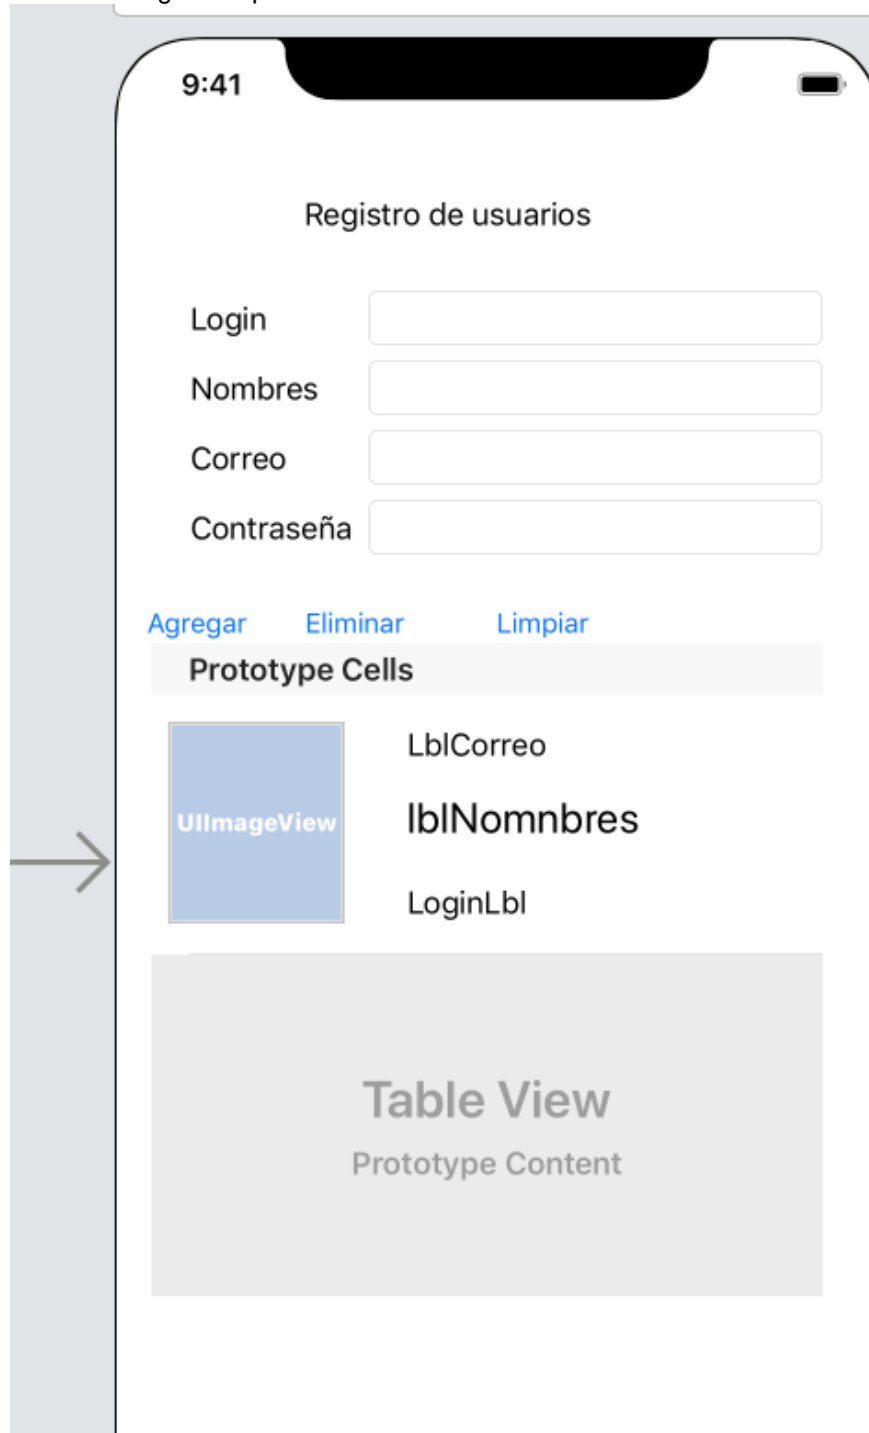 9:41
Registro de usuarios
Login
Nombres
Correo
Contraseña
Agregar Eliminar Limpiar
Prototype Cells
LblCorreo
UIImageView
lblNomnbres
LoginLbl
Table View
Prototype Content